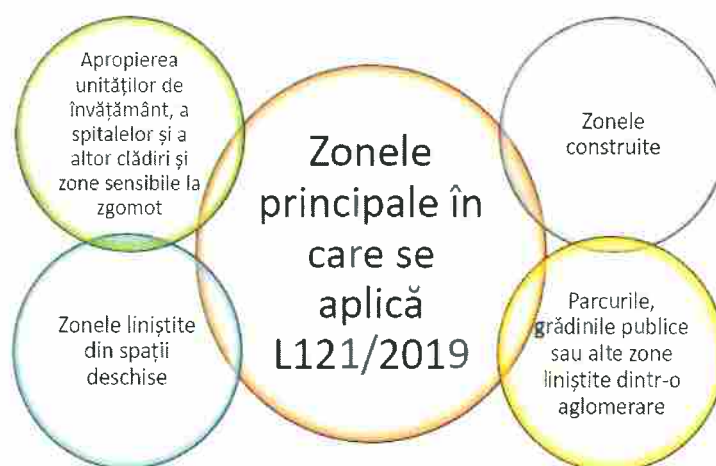 Apropierea
unităților de
învățământ, a
spitalelor și a
altor clădiri și
zone sensibile la
zgomot
Zonele
construite
Zonele
principale în
care se
aplică
L121/2019
Zonele liniștite
din spații
deschise
Parcurile,
grădinile publice
sau alte zone
liniștite dintr-o
aglomerare